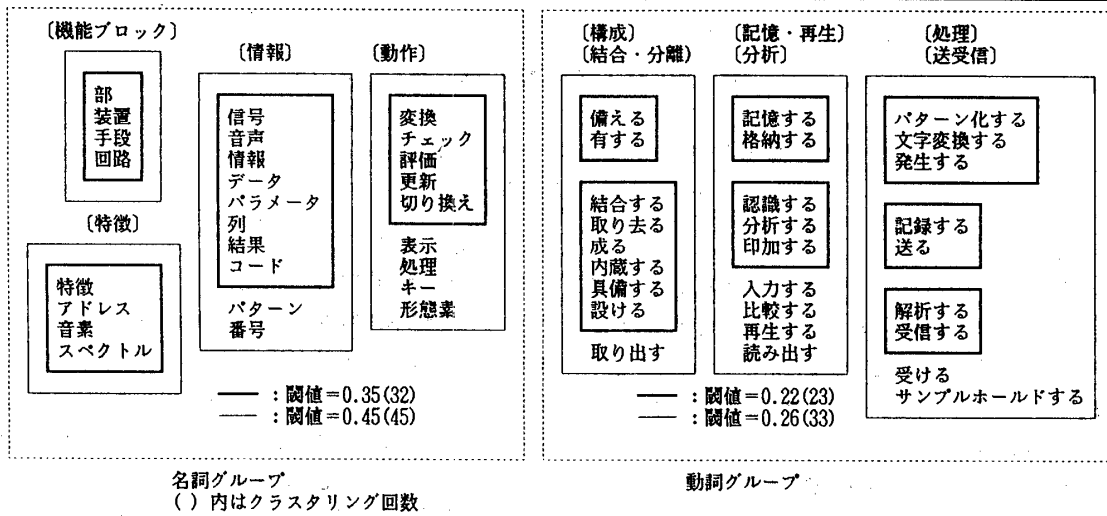 〔機能ブロック〕
部
装置
手段
回路
〔特徴〕
特徴
アドレス
音素
スペクトル
〔情報〕
信号
音声
情報
データ
パラメータ
列
結果
コード
パターン
番号
〔動作〕
変換
チェック
評価
更新
切り換え
表示
処理
キー
形態素
━━ : 閾値=0.35(32)
── : 閾値=0.45(45)
名詞グループ
( ) 内はクラスタリング回数
〔構成〕
〔結合・分離〕
備える
有する
結合する
取り去る
成る
内蔵する
具備する
設ける
取り出す
〔記憶・再生〕
〔分析〕
記憶する
格納する
認識する
分析する
印加する
入力する
比較する
再生する
読み出す
〔処理〕
〔送受信〕
パターン化する
文字変換する
発生する
記録する
送る
解析する
受信する
受ける
サンプルホールドする
━━ : 閾値=0.22(23)
── : 閾値=0.26(33)
動詞グループ